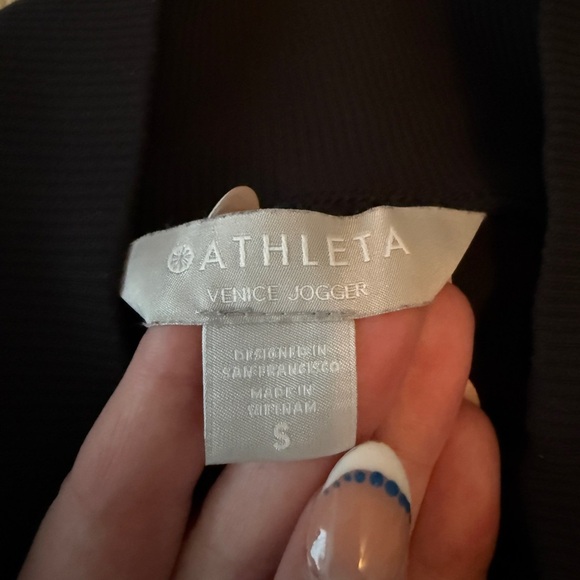 ATHLETA
VENICE JOGGER
DESIGNED IN
SAN FRANCISCO
MADE IN
VIETNAM
S